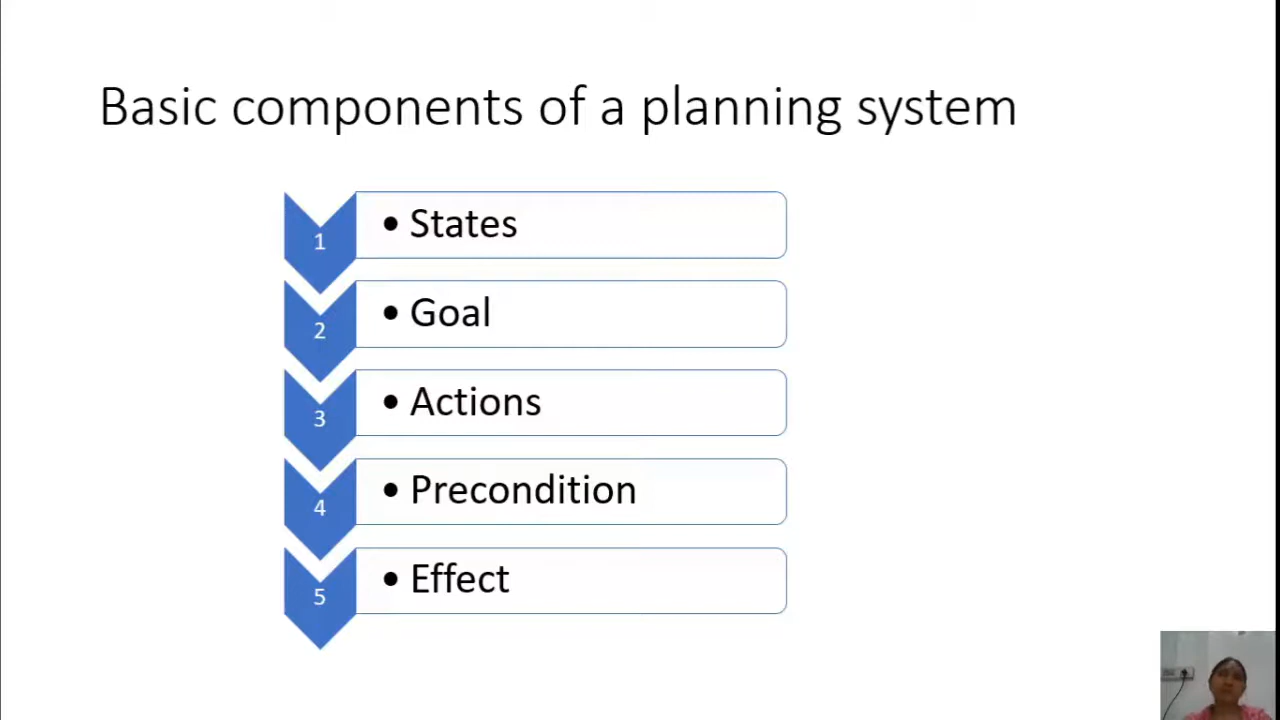 Basic components of a planning system
1 • States
2 • Goal
3 • Actions
4 • Precondition
5 • Effect